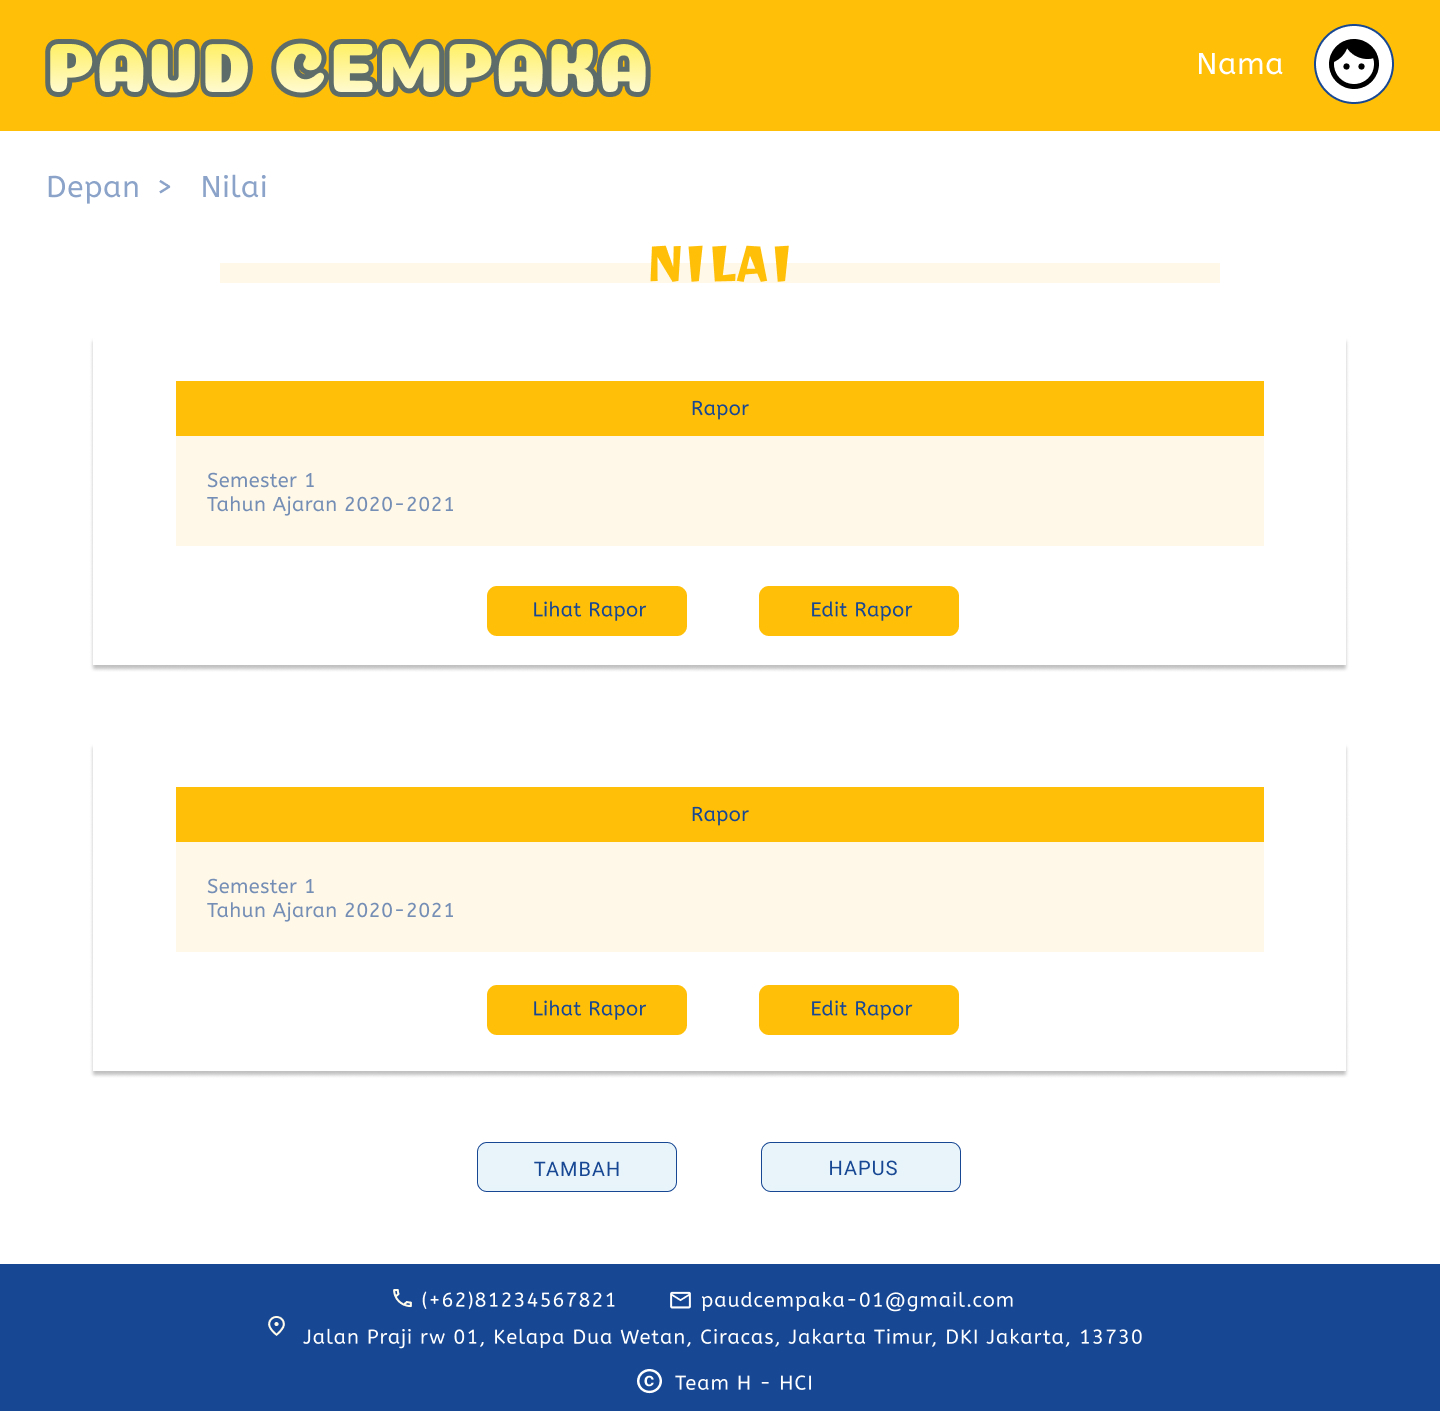 PAUD CEMPAKA
Nama
Depan > Nilai
NILAI
Rapor
Semester 1
Tahun Ajaran 2020-2021
Lihat Rapor
Edit Rapor
Rapor
Semester 1
Tahun Ajaran 2020-2021
Lihat Rapor
Edit Rapor
TAMBAH
HAPUS
(+62)81234567821
paudcempaka-01@gmail.com
Jalan Praji rw 01, Kelapa Dua Wetan, Ciracas, Jakarta Timur, DKI Jakarta, 13730
© Team H - HCI